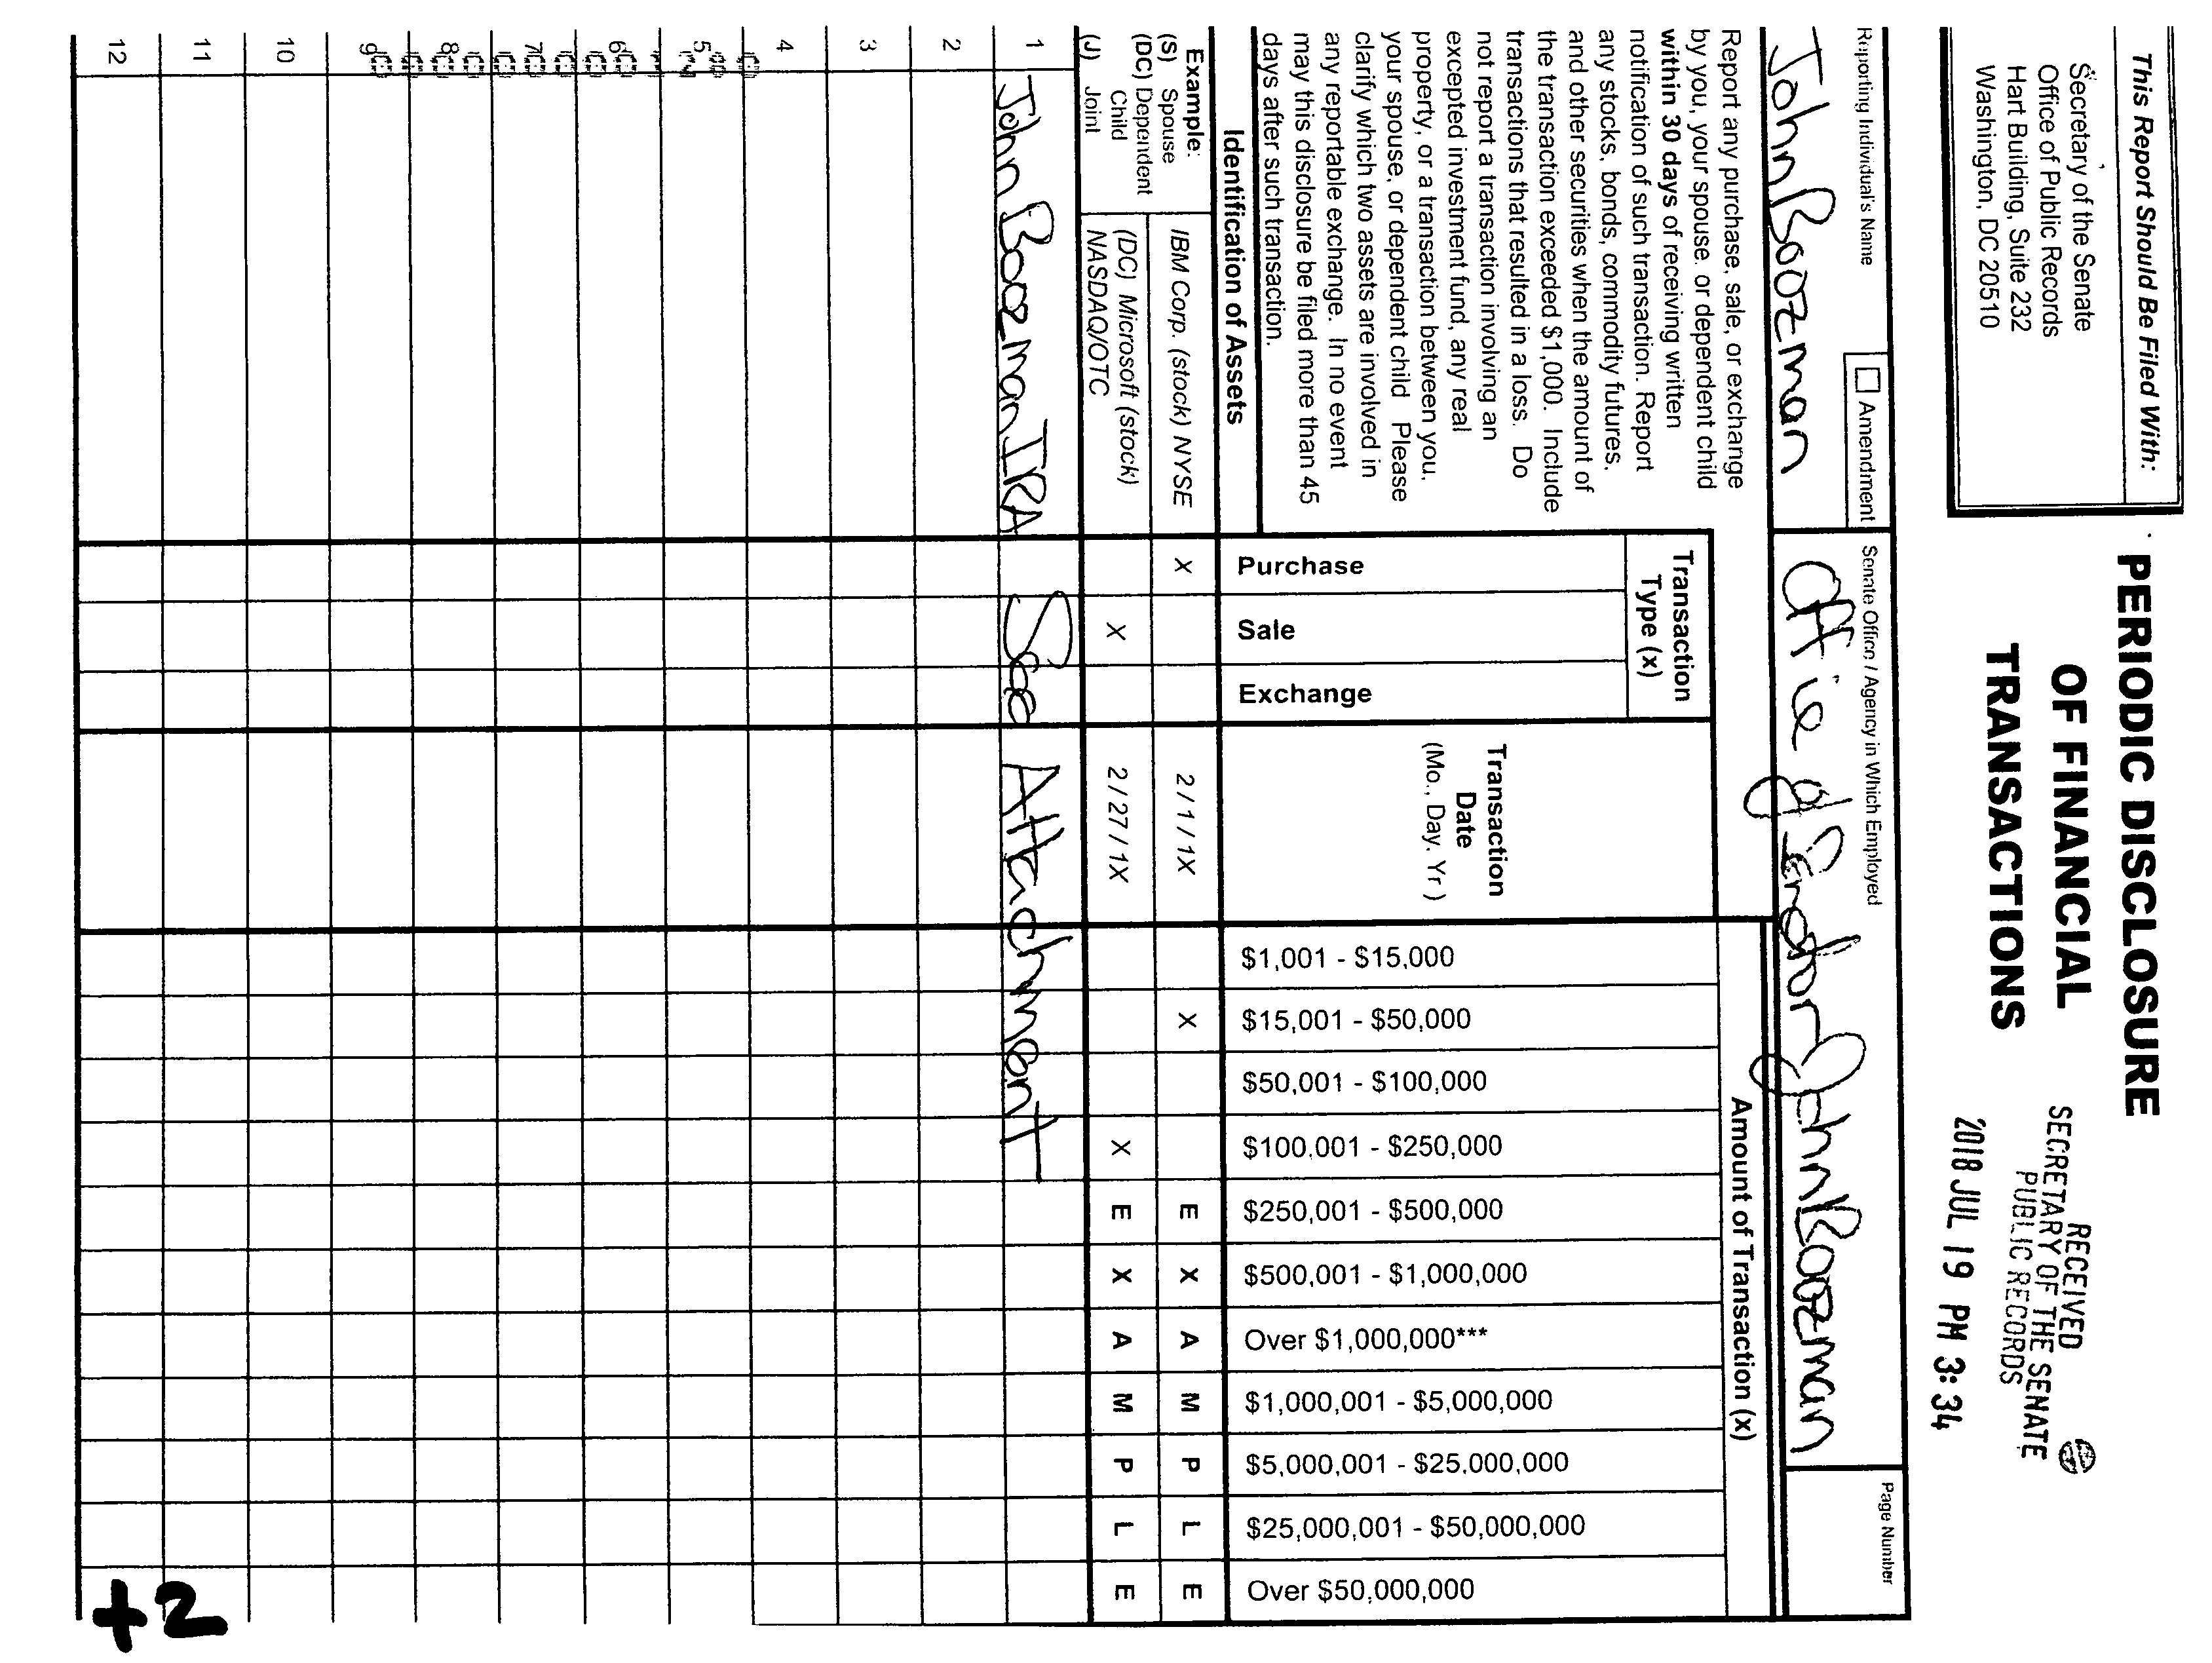 This Report Should Be Filed With:
Secretary of the Senate
Office of Public Records
Hart Building, Suite 232
Washington, DC 20510
PERIODIC DISCLOSURE
OF FINANCIAL
TRANSACTIONS
RECEIVED
SECRETARY OF THE SENATE
PUBLIC RECORDS
2018 JUL 19 PM 3:34
Reporting Individual's Name
Amendment
John Boozman
Senate Office / Agency in Which Employed
Office of Senator John Boozman
Page Number
Report any purchase, sale, or exchange
by you, your spouse, or dependent child
within 30 days of receiving written
notification of such transaction. Report
any stocks, bonds, commodity futures,
and other securities when the amount of
the transaction exceeded $1,000. Include
transactions that resulted in a loss. Do
not report a transaction involving an
excepted investment fund, any real
property, or a transaction between you,
your spouse, or dependent child Please
clarify which two assets are involved in
any reportable exchange. In no event
may this disclosure be filed more than 45
days after such transaction.
Transaction
Type (x)
Transaction
Date
(Mo., Day, Yr )
Amount of Transaction (x)
Identification of Assets
Purchase
Sale
Exchange
$1,001 - $15,000
$15,001 - $50,000
$50,001 - $100,000
$100,001 - $250,000
$250,001 - $500,000
$500,001 - $1,000,000
Over $1,000,000***
$1,000,001 - $5,000,000
$5,000,001 - $25,000,000
$25,000,001 - $50,000,000
Over $50,000,000
Example:
(S) Spouse
(DC) Dependent
Child
(J) Joint
IBM Corp. (stock) NYSE X 2 / 1 / 1X X E X A M P L E
(DC) Microsoft (stock)
NASDAQ/OTC X 2 / 27 / 1X X E X A M P L E
1 John Boozman IRA See Attachment
2
3
4
5
6
7
8
9
10
11
12
+2